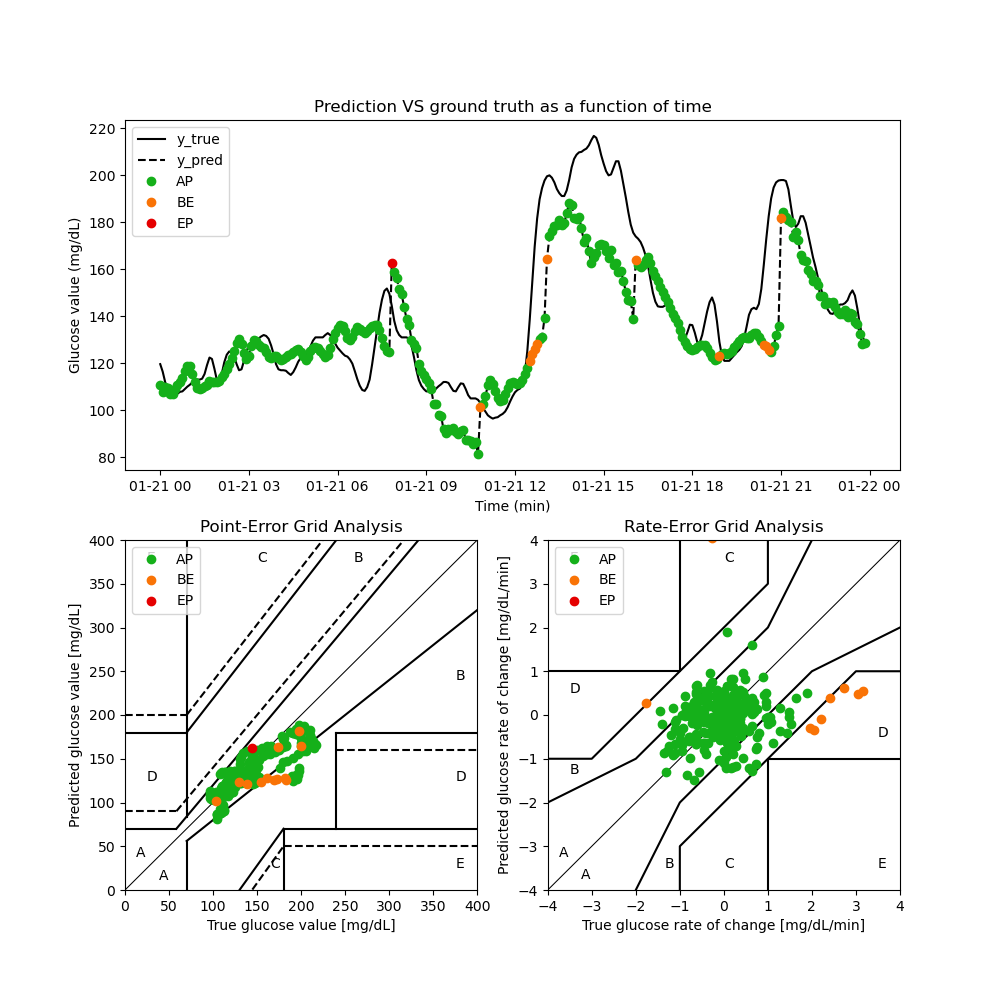 Prediction VS ground truth as a function of time
Glucose value (mg/dL)
220
200
180
160
140
120
100
80
y_true
y_pred
AP
BE
EP
01-21 00 01-21 03 01-21 06 01-21 09 01-21 12 01-21 15 01-21 18 01-21 21 01-22 00
Time (min)
Point-Error Grid Analysis
Predicted glucose value [mg/dL]
400
350
300
250
200
150
100
50
0
AP
BE
EP
C B
B
D D
A
A
C E
0 50 100 150 200 250 300 350 400
True glucose value [mg/dL]
Rate-Error Grid Analysis
Predicted glucose rate of change [mg/dL/min]
4
3
2
1
0
−1
−2
−3
−4
AP
BE
EP
C
D
D
B
A
A
B C E
−4 −3 −2 −1 0 1 2 3 4
True glucose rate of change [mg/dL/min]